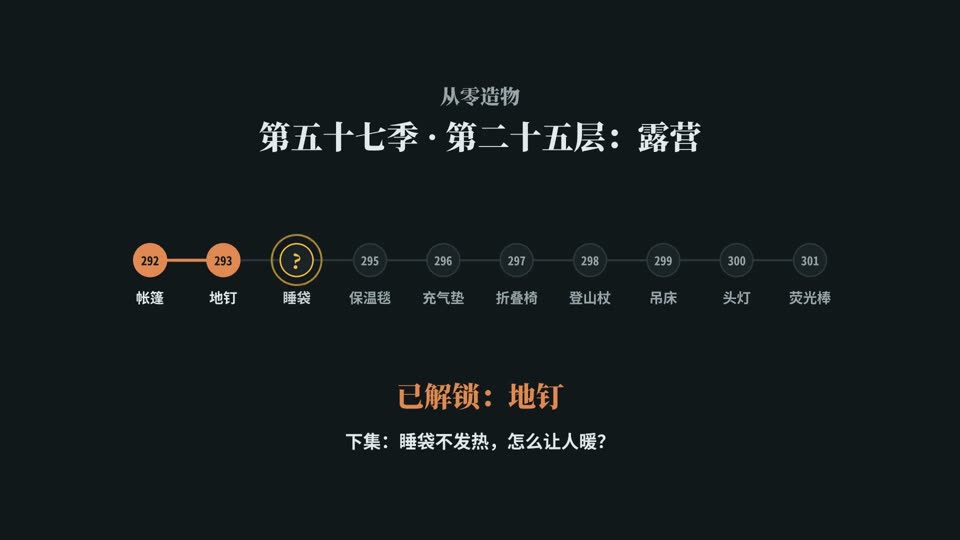 从零造物
第五十七季 · 第二十五层：露营
292 293 ? 295 296 297 298 299 300 301
帐篷 地钉 睡袋 保温毯 充气垫 折叠椅 登山杖 吊床 头灯 荧光棒
已解锁：地钉
下集：睡袋不发热，怎么让人暖？